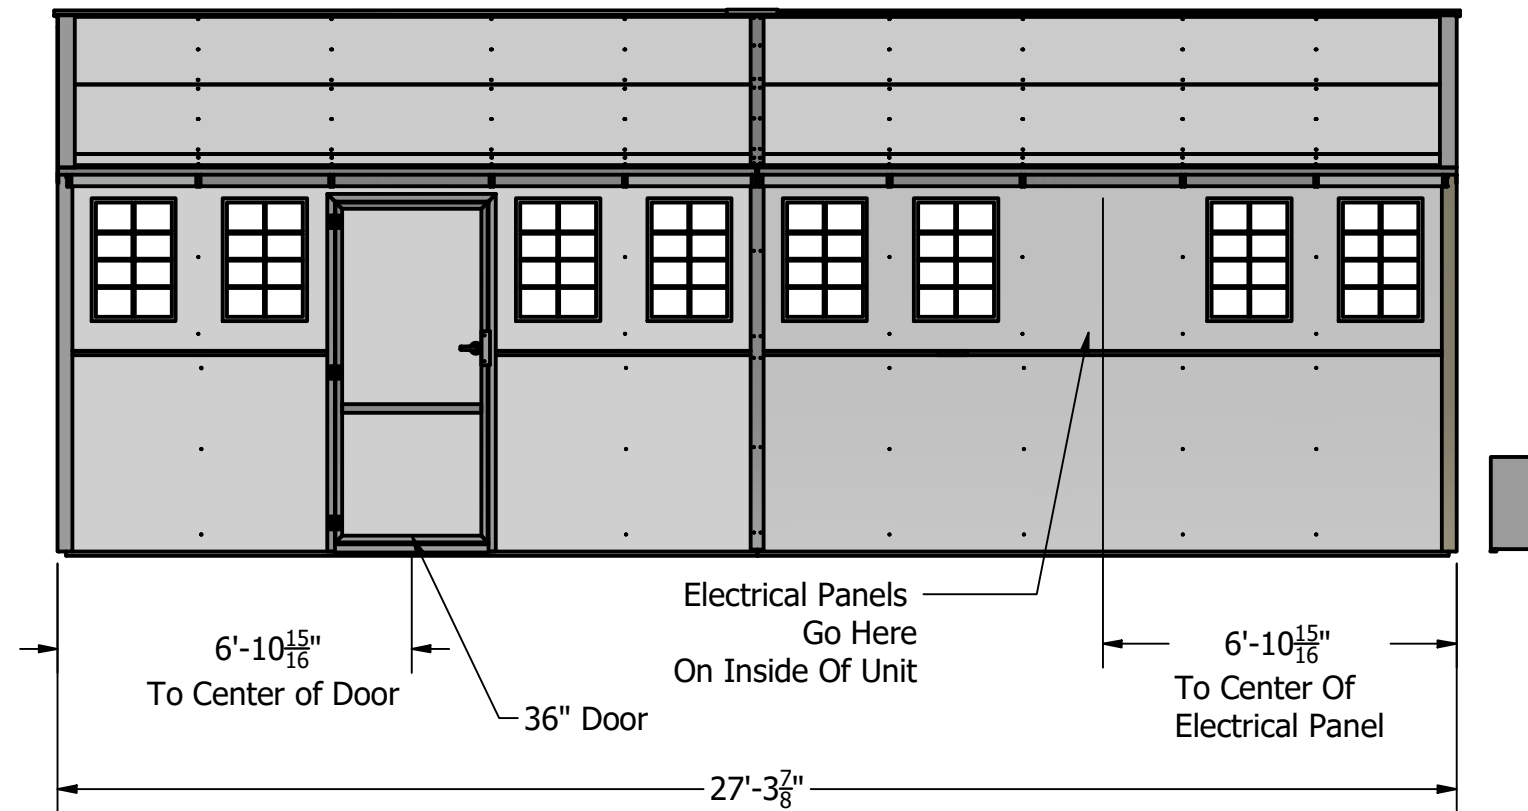 Electrical Panels
Go Here
On Inside Of Unit
6'-10 15/16"
To Center of Door
36" Door
6'-10 15/16"
To Center Of
Electrical Panel
27'-3 7/8"